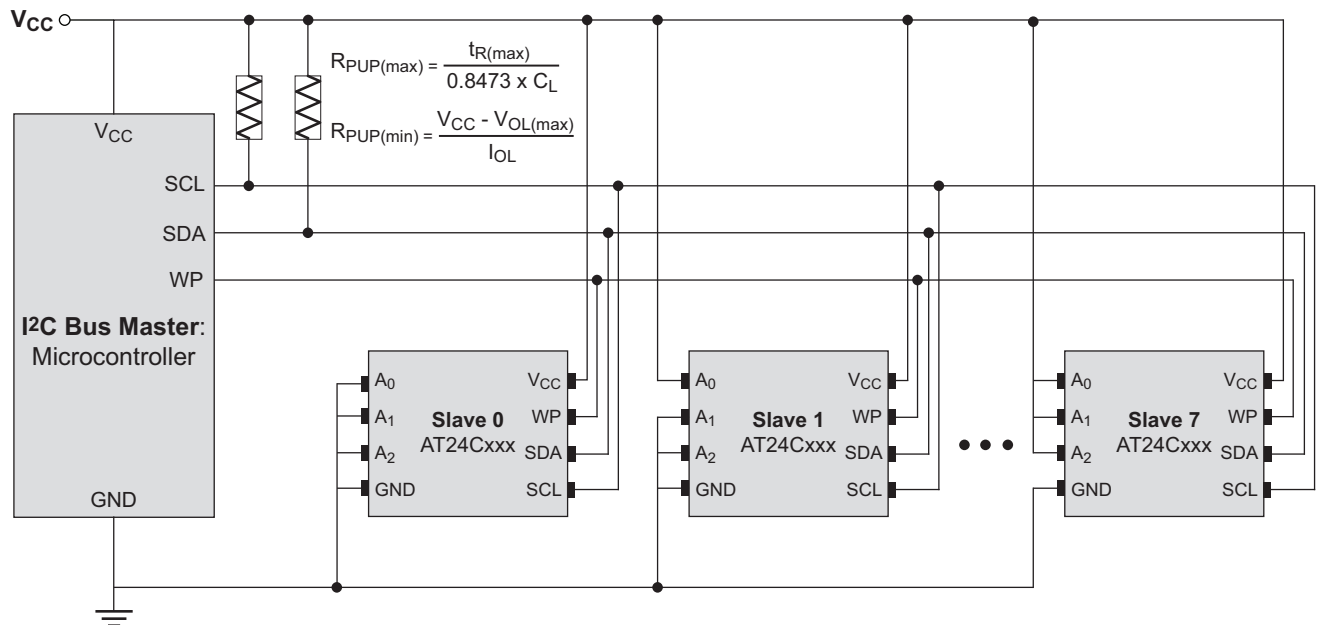 VCC
RPUP(max) = tR(max) / 0.8473 x CL
RPUP(min) = VCC - VOL(max) / IOL
VCC
SCL
SDA
WP
I2C Bus Master:
Microcontroller
GND
A0
A1
A2
GND
Slave 0
AT24Cxxx
VCC
WP
SDA
SCL
A0
A1
A2
GND
Slave 1
AT24Cxxx
VCC
WP
SDA
SCL
A0
A1
A2
GND
Slave 7
AT24Cxxx
VCC
WP
SDA
SCL